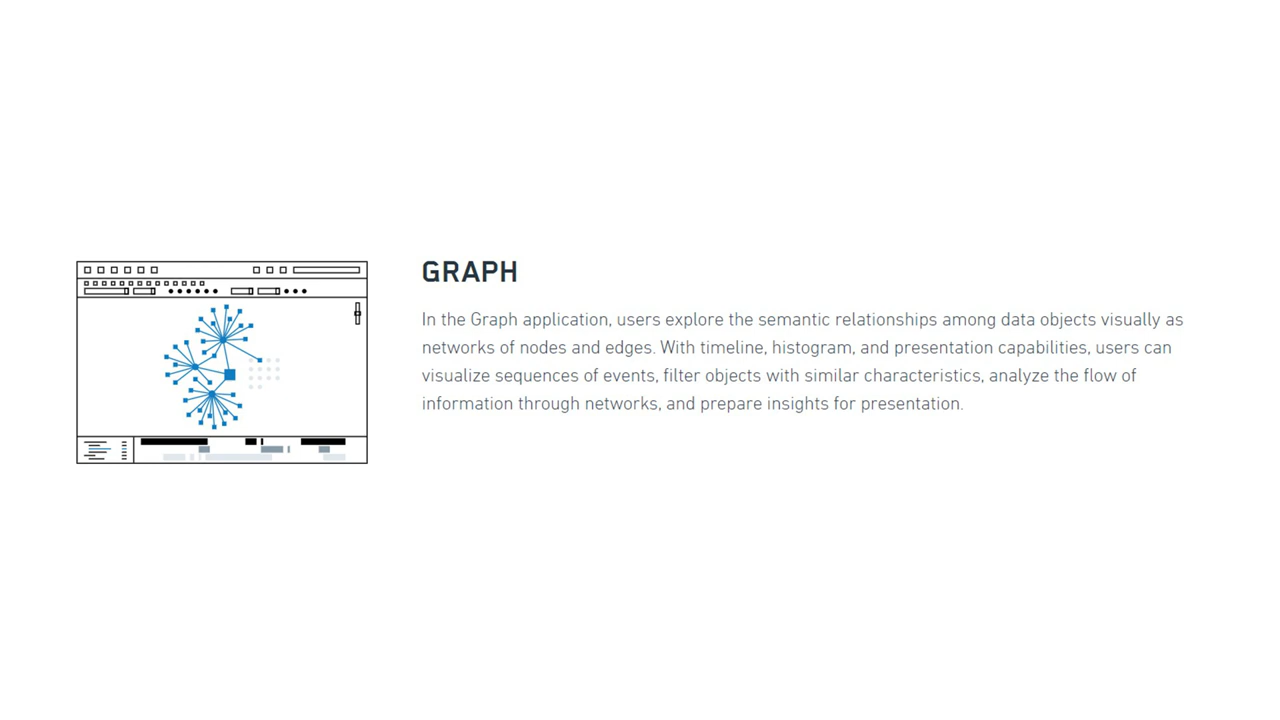 GRAPH
In the Graph application, users explore the semantic relationships among data objects visually as
networks of nodes and edges. With timeline, histogram, and presentation capabilities, users can
visualize sequences of events, filter objects with similar characteristics, analyze the flow of
information through networks, and prepare insights for presentation.